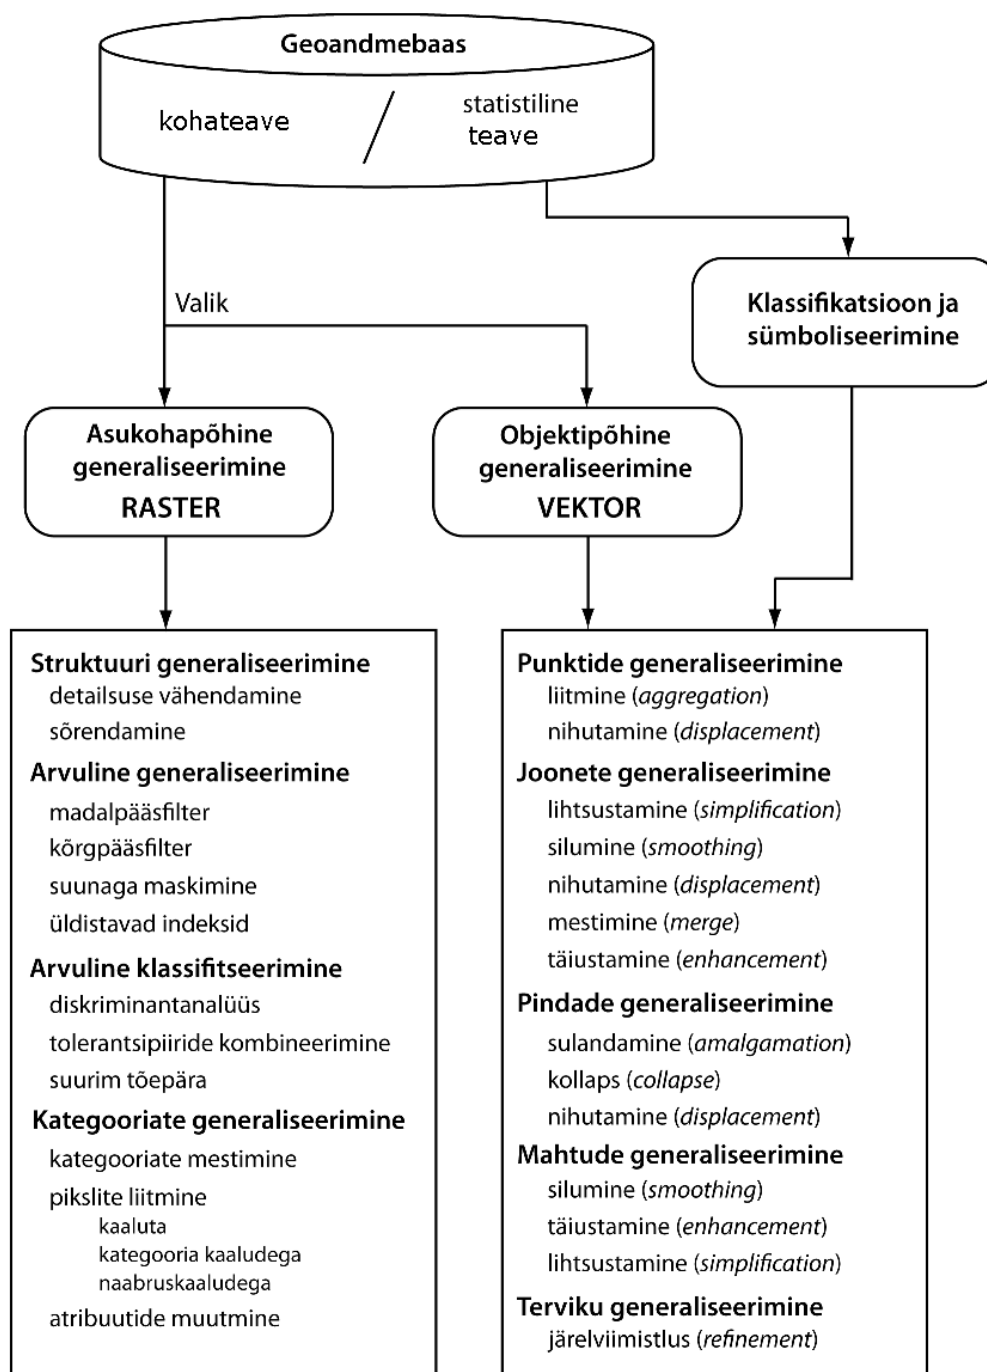 Geoandmebaas
kohateave
/
statistiline
teave
Valik
Klassifikatsioon ja
sümboliseerimine
Asukohapõhine
generaliseerimine
RASTER
Objektipõhine
generaliseerimine
VEKTOR
Struktuuri generaliseerimine
detailsuse vähendamine
sõrendamine
Arvuline generaliseerimine
madalpääsfilter
kõrgpääsfilter
suunaga maskimine
üldistavad indeksid
Arvuline klassifitseerimine
diskriminantanalüüs
tolerantsipiiride kombineerimine
suurim tõepära
Kategooriate generaliseerimine
kategooriate mestimine
pikslite liitmine
kaaluta
kategooria kaaludega
naabruskaaludega
atribuutide muutmine
Punktide generaliseerimine
liitmine (aggregation)
nihutamine (displacement)
Joonete generaliseerimine
lihtsustamine (simplification)
silumine (smoothing)
nihutamine (displacement)
mestimine (merge)
täiustamine (enhancement)
Pindade generaliseerimine
sulandamine (amalgamation)
kollaps (collapse)
nihutamine (displacement)
Mahtude generaliseerimine
silumine (smoothing)
täiustamine (enhancement)
lihtsustamine (simplification)
Terviku generaliseerimine
järelviimistlus (refinement)